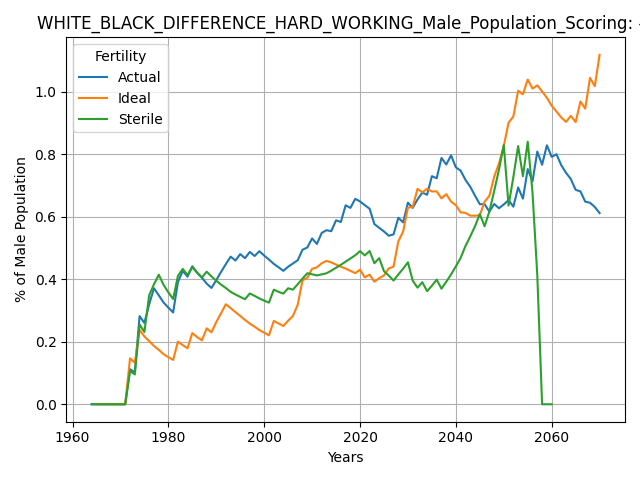 WHITE_BLACK_DIFFERENCE_HARD_WORKING_Male_Population_Scoring:
Fertility
Actual
Ideal
Sterile
% of Male Population
1.0
0.8
0.6
0.4
0.2
0.0
1960 1980 2000 2020 2040 2060
Years